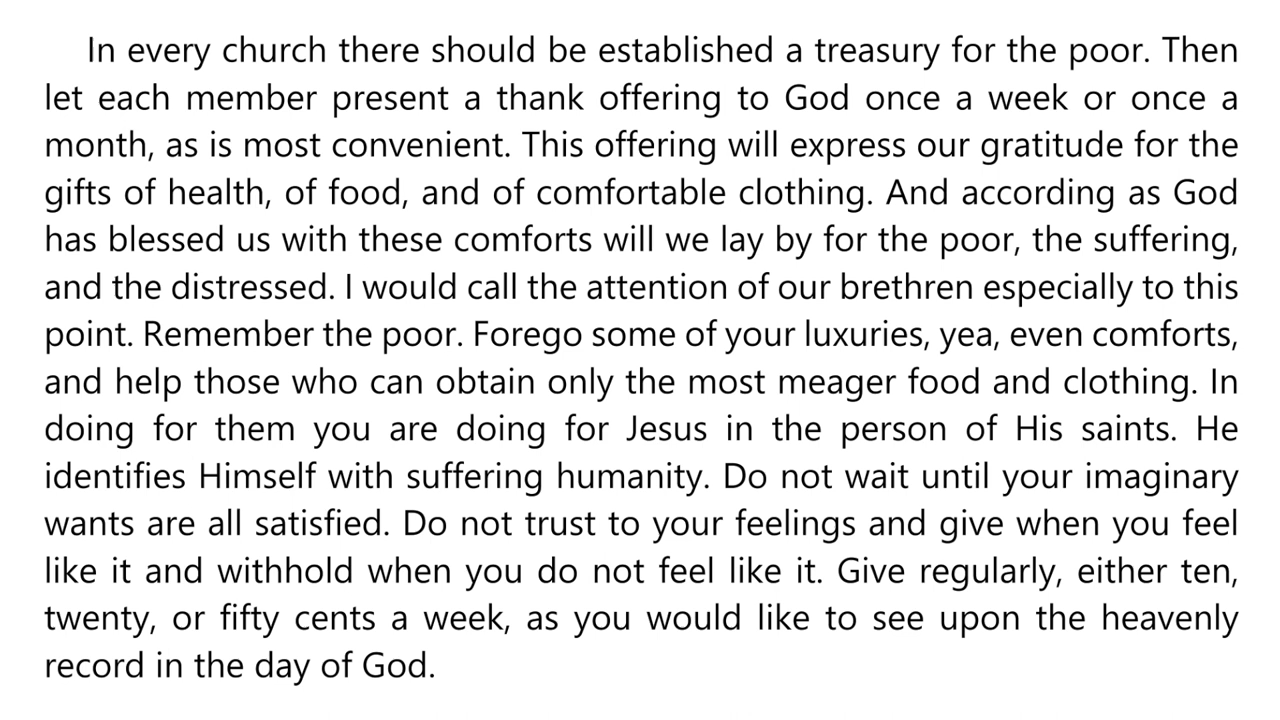 In every church there should be established a treasury for the poor. Then
let each member present a thank offering to God once a week or once a
month, as is most convenient. This offering will express our gratitude for the
gifts of health, of food, and of comfortable clothing. And according as God
has blessed us with these comforts will we lay by for the poor, the suffering,
and the distressed. I would call the attention of our brethren especially to this
point. Remember the poor. Forego some of your luxuries, yea, even comforts,
and help those who can obtain only the most meager food and clothing. In
doing for them you are doing for Jesus in the person of His saints. He
identifies Himself with suffering humanity. Do not wait until your imaginary
wants are all satisfied. Do not trust to your feelings and give when you feel
like it and withhold when you do not feel like it. Give regularly, either ten,
twenty, or fifty cents a week, as you would like to see upon the heavenly
record in the day of God.